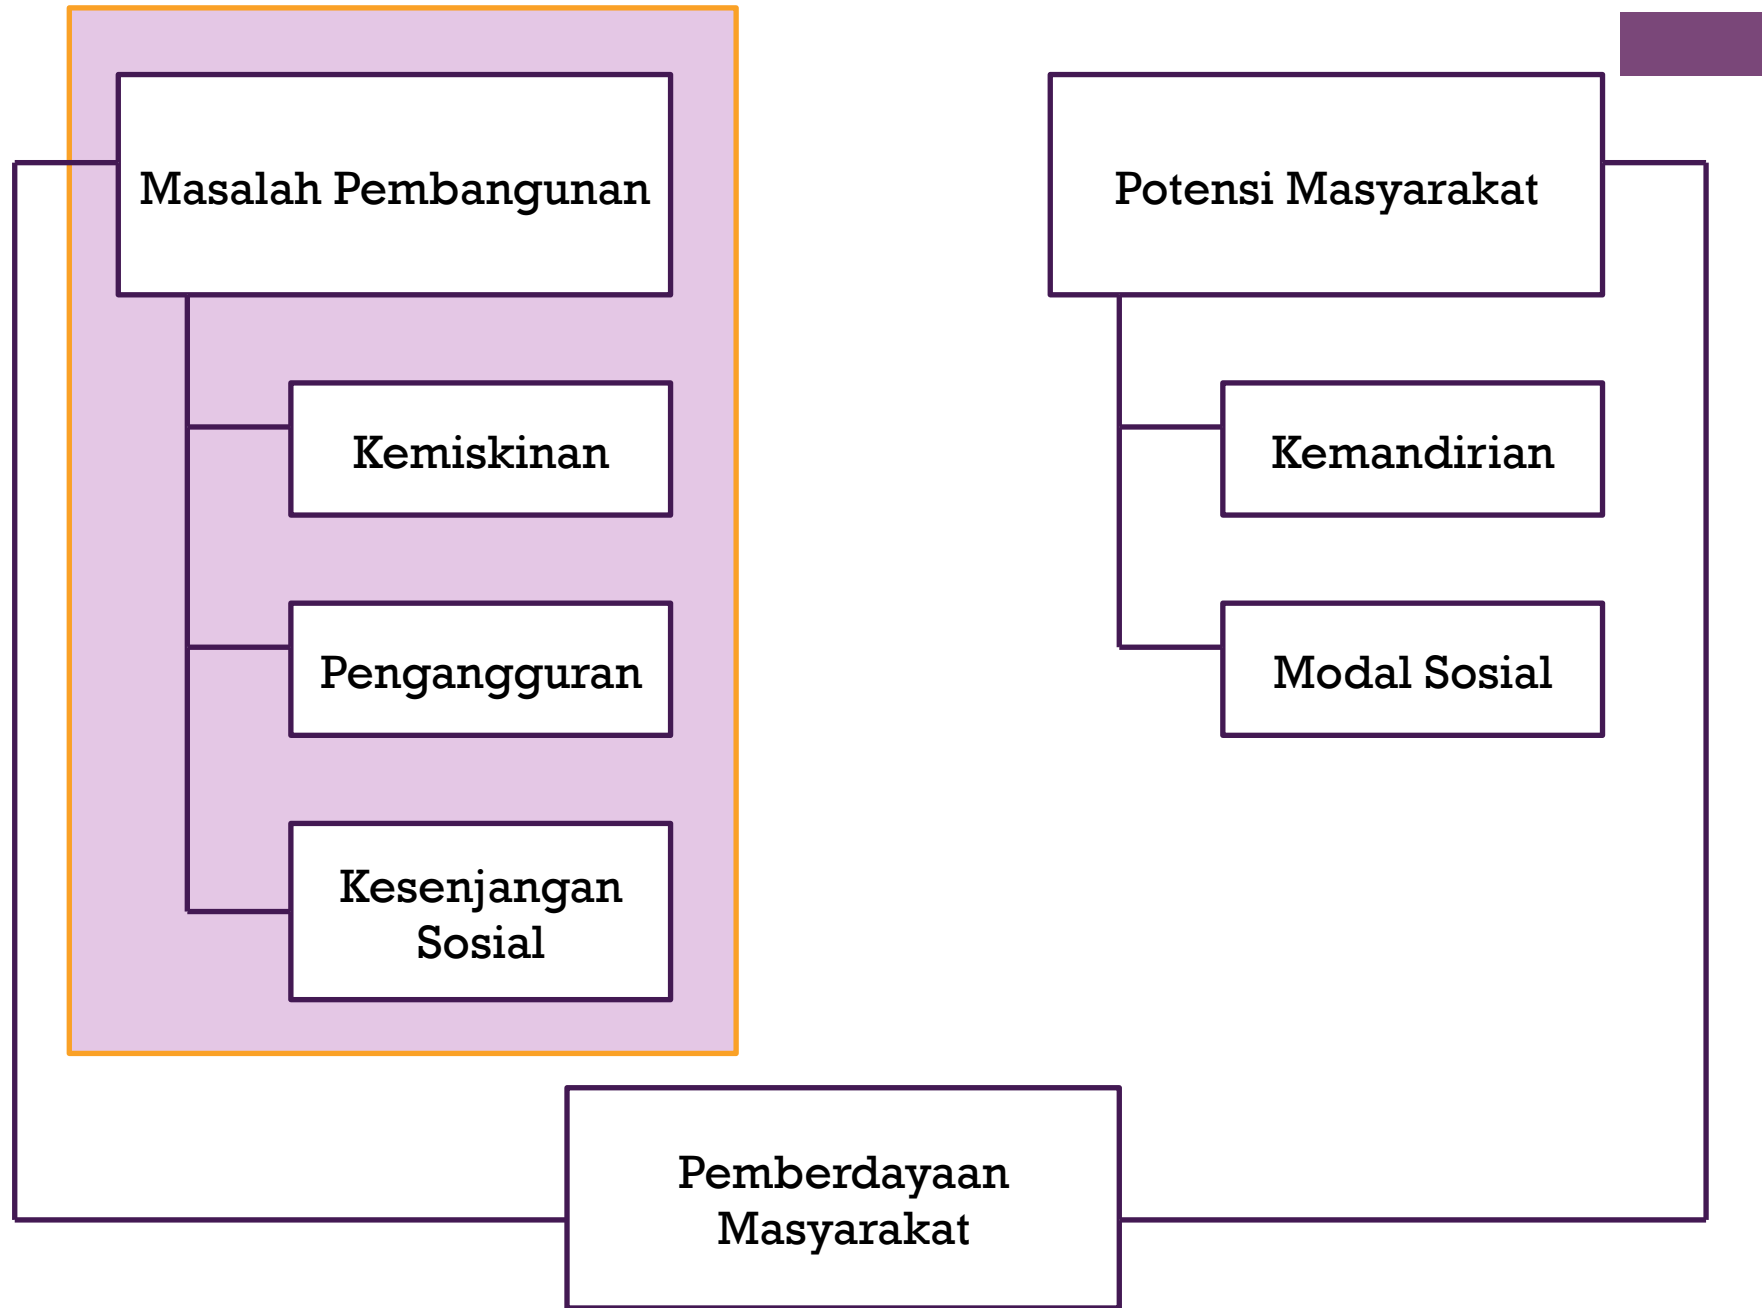 Masalah Pembangunan
Kemiskinan
Pengangguran
Kesenjangan
Sosial
Potensi Masyarakat
Kemandirian
Modal Sosial
Pemberdayaan
Masyarakat